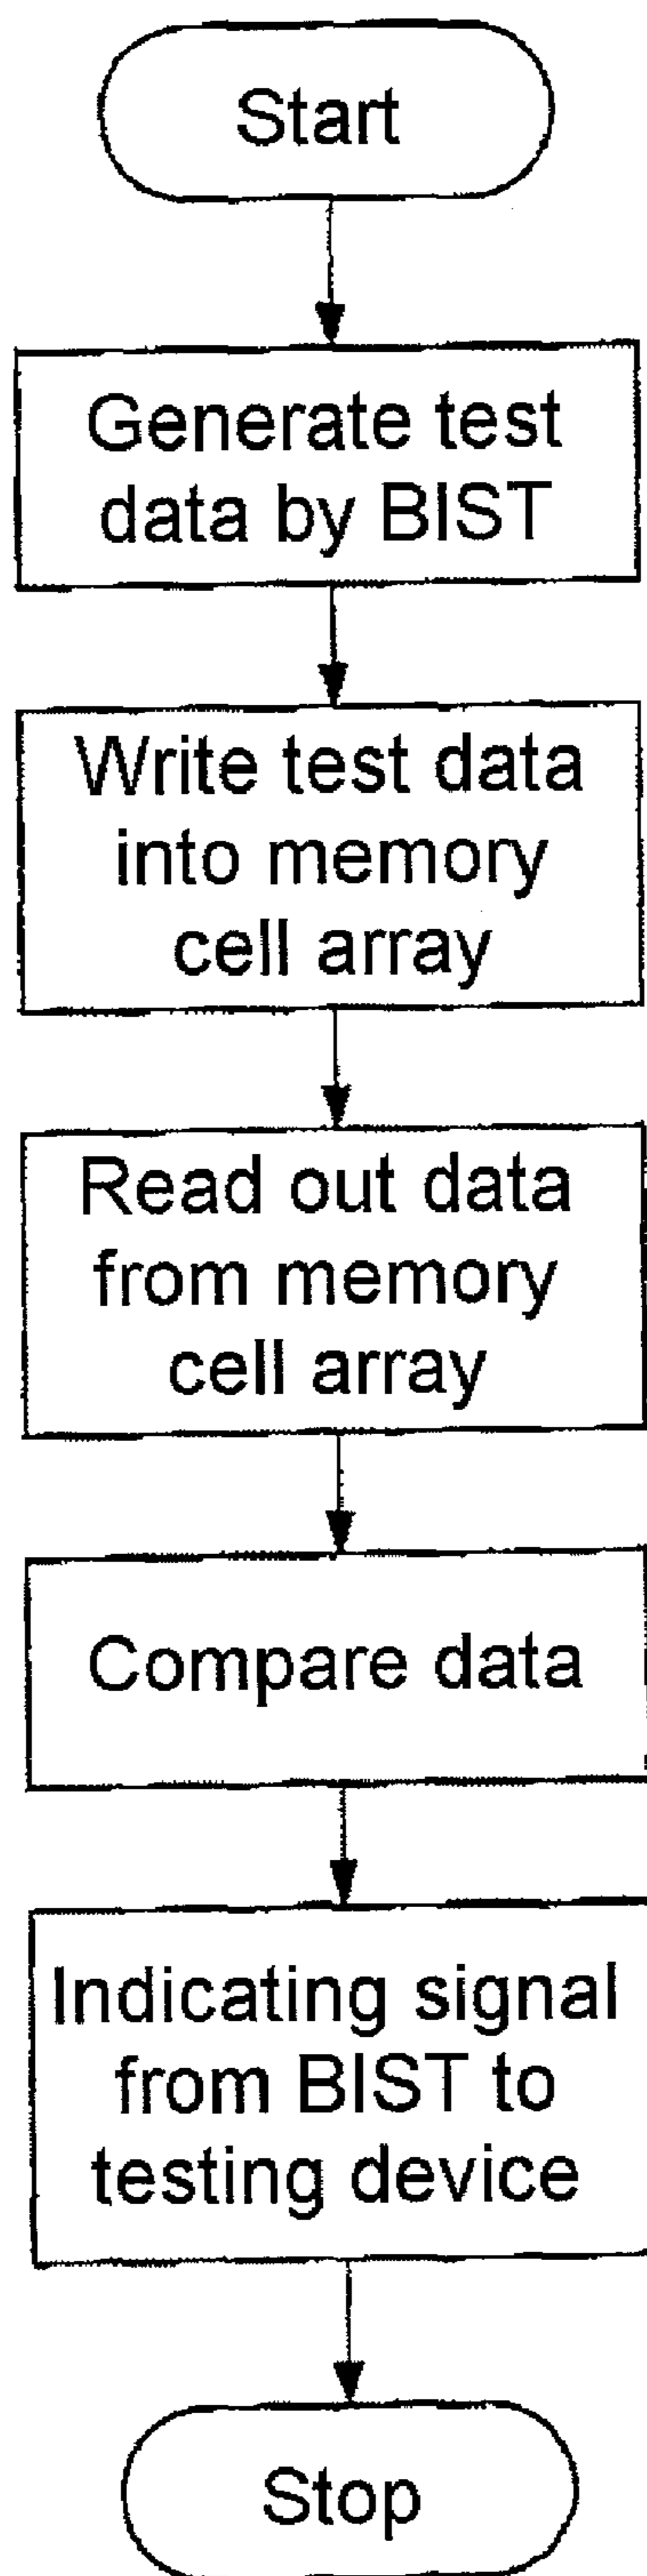 Start
Generate test
data by BIST
Write test data
into memory
cell array
Read out data
from memory
cell array
Compare data
Indicating signal
from BIST to
testing device
Stop